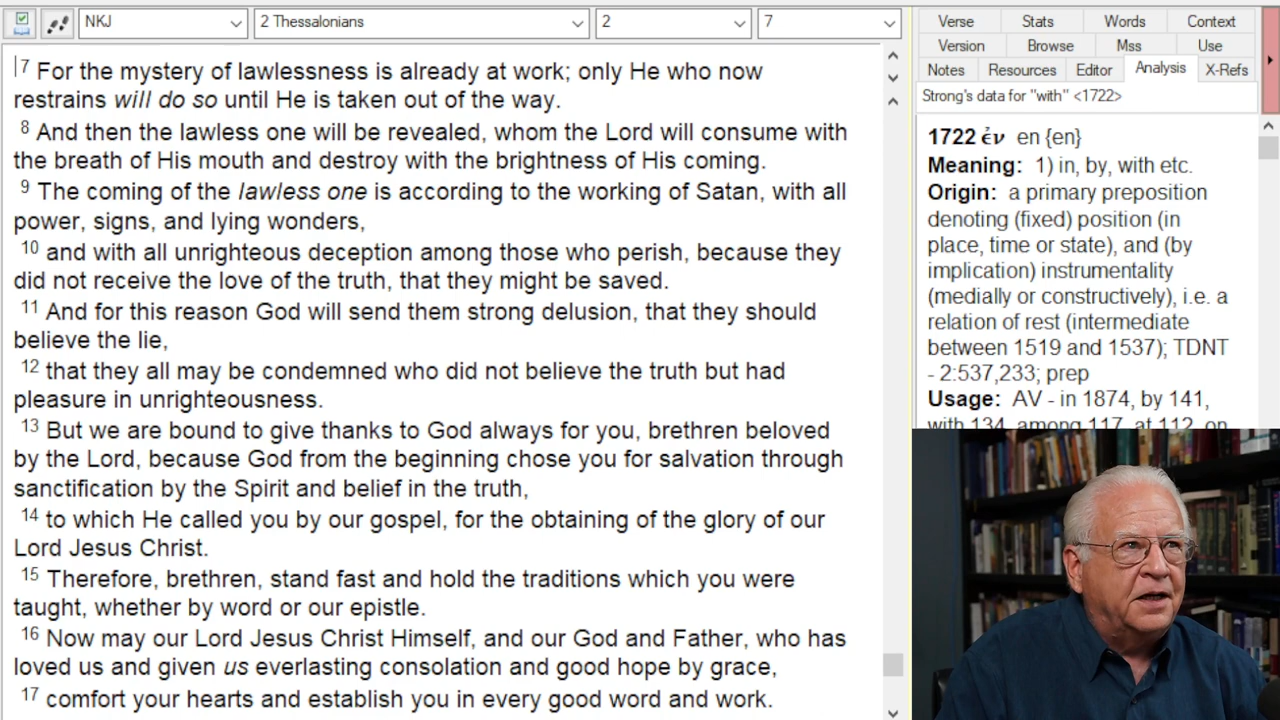 NKJ 2 Thessalonians 2 7
7 For the mystery of lawlessness is already at work; only He who now
restrains will do so until He is taken out of the way.
8 And then the lawless one will be revealed, whom the Lord will consume with
the breath of His mouth and destroy with the brightness of His coming.
9 The coming of the lawless one is according to the working of Satan, with all
power, signs, and lying wonders,
10 and with all unrighteous deception among those who perish, because they
did not receive the love of the truth, that they might be saved.
11 And for this reason God will send them strong delusion, that they should
believe the lie,
12 that they all may be condemned who did not believe the truth but had
pleasure in unrighteousness.
13 But we are bound to give thanks to God always for you, brethren beloved
by the Lord, because God from the beginning chose you for salvation through
sanctification by the Spirit and belief in the truth,
14 to which He called you by our gospel, for the obtaining of the glory of our
Lord Jesus Christ.
15 Therefore, brethren, stand fast and hold the traditions which you were
taught, whether by word or our epistle.
16 Now may our Lord Jesus Christ Himself, and our God and Father, who has
loved us and given us everlasting consolation and good hope by grace,
17 comfort your hearts and establish you in every good word and work.
Verse Stats Words Context
Version Browse Mss Use
Notes Resources Editor Analysis X-Refs
Strong's data for "with" <1722>
1722 ἐν en {en}
Meaning: 1) in, by, with etc.
Origin: a primary preposition
denoting (fixed) position (in
place, time or state), and (by
implication) instrumentality
(medially or constructively), i.e. a
relation of rest (intermediate
between 1519 and 1537); TDNT
- 2:537,233; prep
Usage: AV - in 1874, by 141,
with 134, among 117, at 112, on